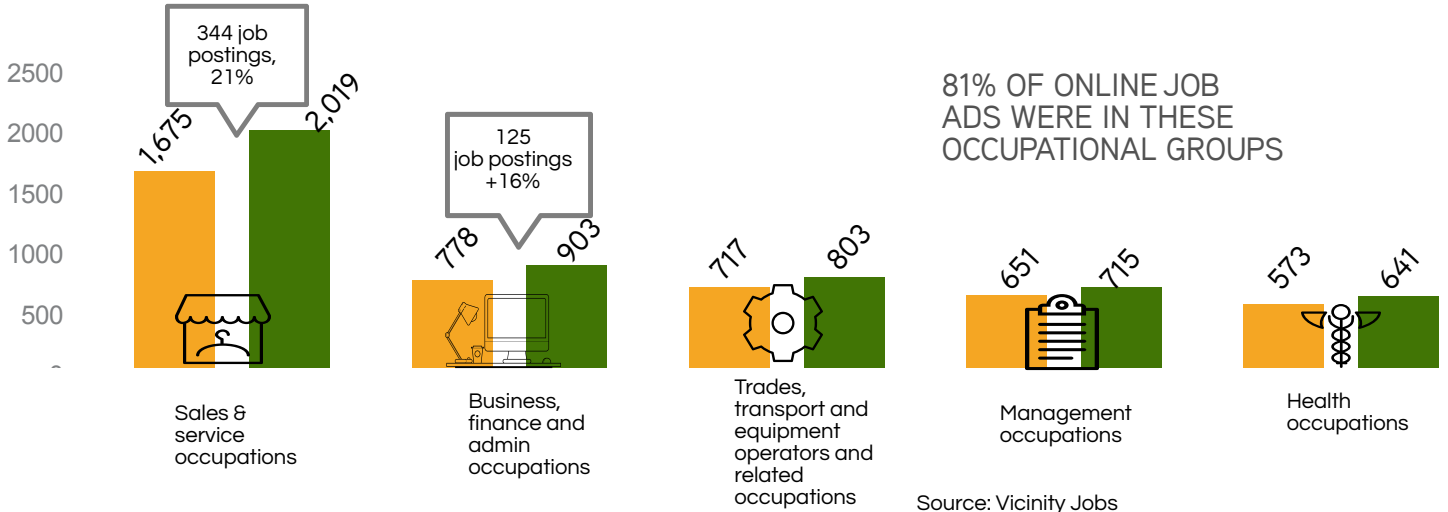 344 job
postings,
21%
2500
2000
1500
1000
500
1,675
2,019
125
job postings
+16%
778
903
717
803
651
715
573
641
81% OF ONLINE JOB
ADS WERE IN THESE
OCCUPATIONAL GROUPS
Sales &
service
occupations
Business,
finance and
admin
occupations
Trades,
transport and
equipment
operators and
related
occupations
Management
occupations
Health
occupations
Source: Vicinity Jobs